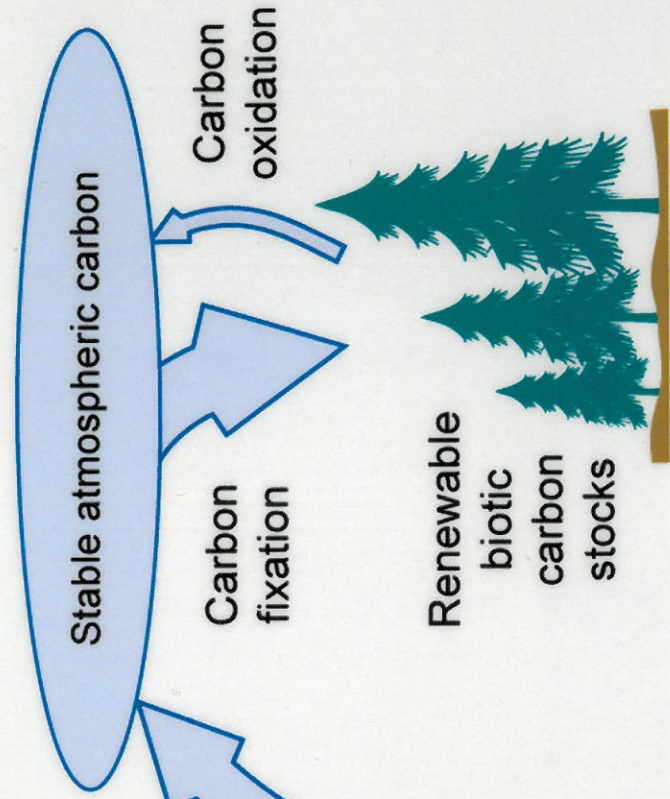 Stable atmospheric carbon
Carbon
fixation
Carbon
oxidation
Renewable
biotic
carbon
stocks